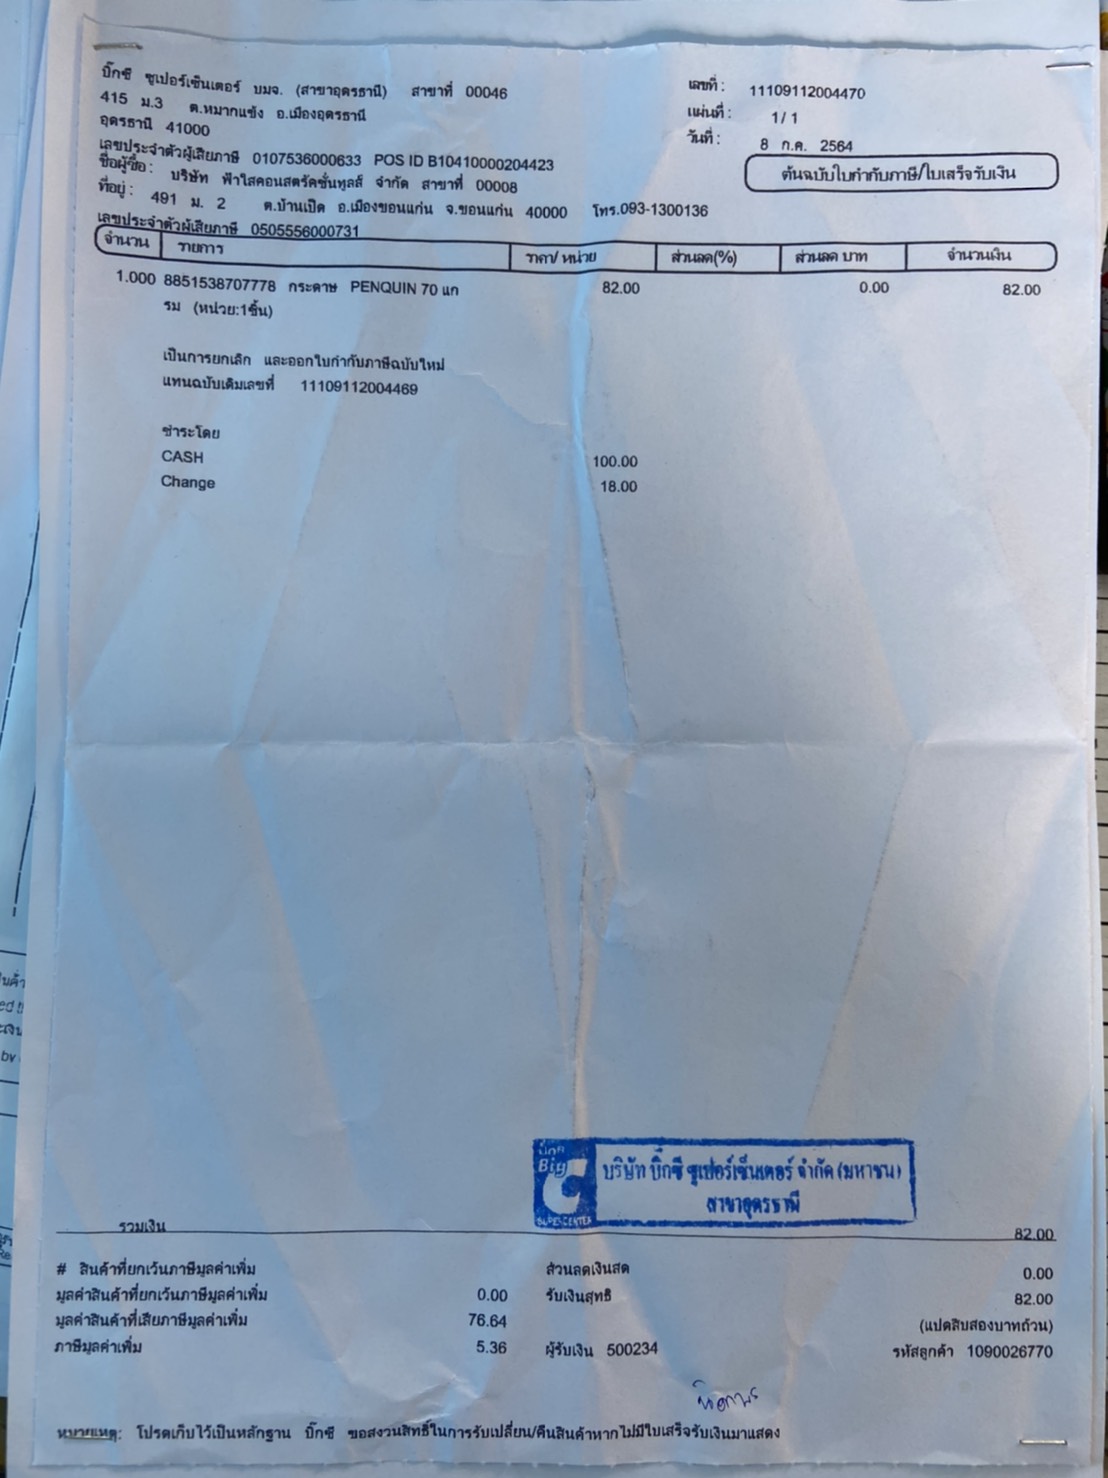 บิ๊กซี ซูเปอร์เซ็นเตอร์ บมจ. (สาขาอุดรธานี) สาขาที่ 00046
415 ม.3 ต.หมากแข้ง อ.เมืองอุดรธานี
อุดรธานี 41000
เลขประจำตัวผู้เสียภาษี 0107536000633 POS ID B10410000204423
เลขที่ : 11109112004470
แผ่นที่ : 1/ 1
วันที่ : 8 ก.ค. 2564
ต้นฉบับใบกำกับภาษี/ใบเสร็จรับเงิน
ชื่อผู้ซื้อ : บริษัท ฟ้าใสคอนสตรัคชั่นทูลส์ จำกัด สาขาที่ 00008
ที่อยู่ : 491 ม. 2 ต.บ้านเป็ด อ.เมืองขอนแก่น จ.ขอนแก่น 40000 โทร.093-1300136
เลขประจำตัวผู้เสียภาษี 0505556000731
จำนวน รายการ ราคา/ หน่วย ส่วนลด(%) ส่วนลด บาท จำนวนเงิน
1.000 8851538707778 กระดาษ PENQUIN 70 แก 82.00 0.00 82.00
รม (หน่วย:1ชิ้น)
เป็นการยกเลิก และออกใบกำกับภาษีฉบับใหม่
แทนฉบับเดิมเลขที่ 11109112004469
ชำระโดย
CASH 100.00
Change 18.00
บิ๊กซี Big C SUPERCENTER
บริษัท บิ๊กซี ซูเปอร์เซ็นเตอร์ จำกัด (มหาชน)
สาขาอุดรธานี
รวมเงิน 82.00
# สินค้าที่ยกเว้นภาษีมูลค่าเพิ่ม ส่วนลดเงินสด 0.00
มูลค่าสินค้าที่ยกเว้นภาษีมูลค่าเพิ่ม 0.00 รับเงินสุทธิ 82.00
มูลค่าสินค้าที่เสียภาษีมูลค่าเพิ่ม 76.64 (แปดสิบสองบาทถ้วน)
ภาษีมูลค่าเพิ่ม 5.36 ผู้รับเงิน 500234 รหัสลูกค้า 1090026770
หมายเหตุ: โปรดเก็บไว้เป็นหลักฐาน บิ๊กซี ขอสงวนสิทธิ์ในการรับเปลี่ยน/คืนสินค้าหากไม่มีใบเสร็จรับเงินมาแสดง